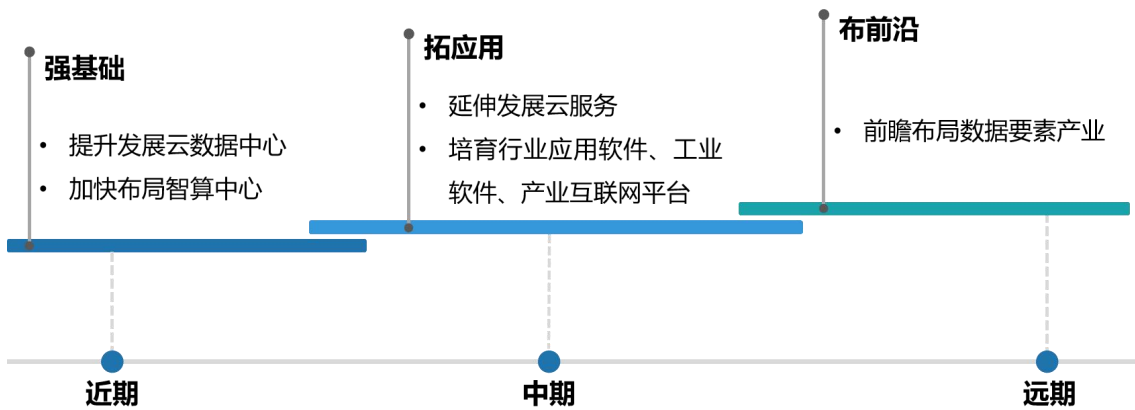 强基础
• 提升发展云数据中心
• 加快布局智算中心
拓应用
• 延伸发展云服务
• 培育行业应用软件、工业
软件、产业互联网平台
布前沿
• 前瞻布局数据要素产业
近期
中期
远期